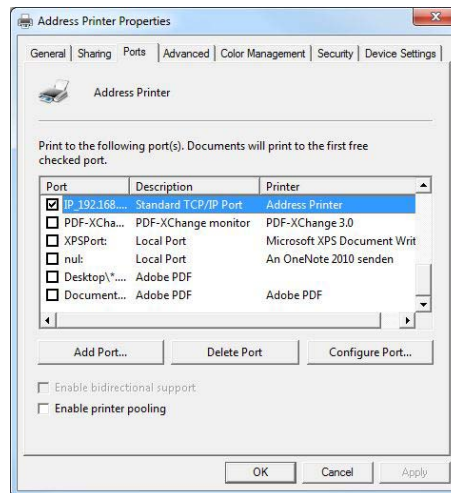 Address Printer Properties
General Sharing Ports Advanced Color Management Security Device Settings
Address Printer
Print to the following port(s). Documents will print to the first free
checked port.
Port Description Printer
IP_192.168.... Standard TCP/IP Port Address Printer
PDF-XCha... PDF-XChange monitor PDF-XChange 3.0
XPSPort: Local Port Microsoft XPS Document Writ
nul: Local Port An OneNote 2010 senden
Desktop\*.... Adobe PDF
Document... Adobe PDF Adobe PDF
Add Port... Delete Port Configure Port...
Enable bidirectional support
Enable printer pooling
OK Cancel Apply